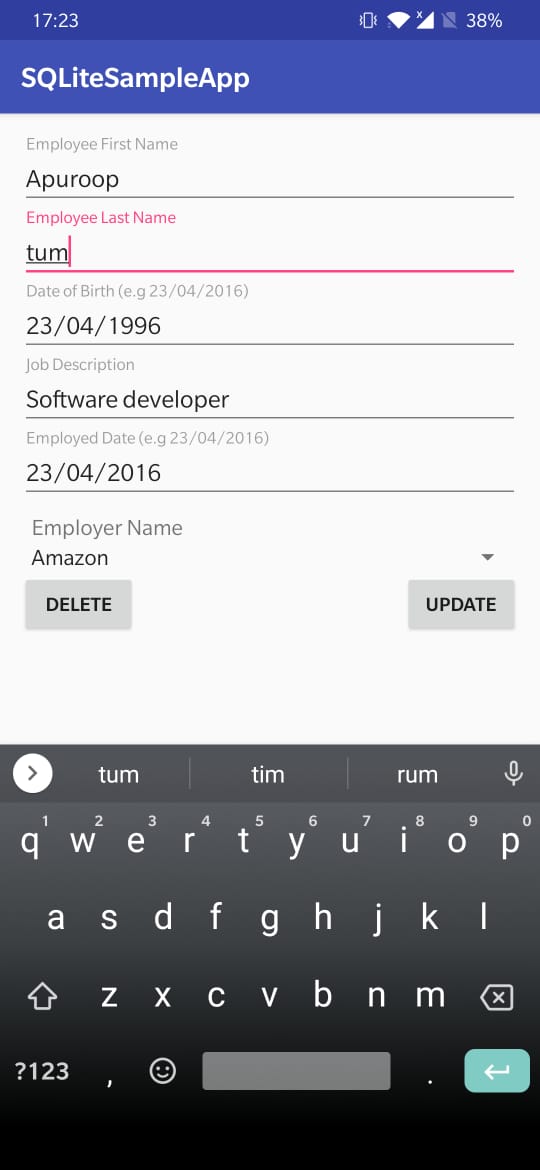 17:23 38%
SQLiteSampleApp
Employee First Name
Apuroop
Employee Last Name
tum
Date of Birth (e.g 23/04/2016)
23/04/1996
Job Description
Software developer
Employed Date (e.g 23/04/2016)
23/04/2016
Employer Name
Amazon
DELETE UPDATE
tum tim rum
1 2 3 4 5 6 7 8 9 0
q w e r t y u i o p
a s d f g h j k l
z x c v b n m
?123 , .